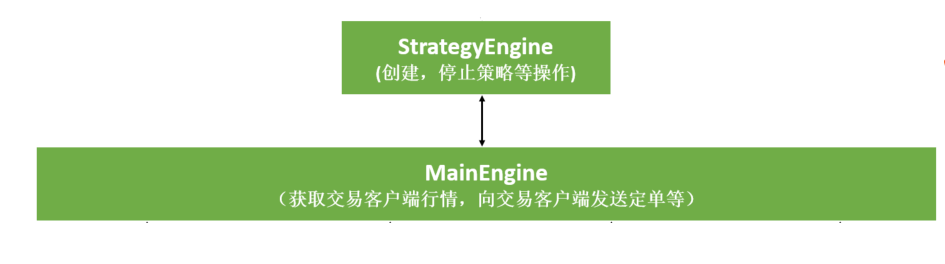 StrategyEngine
(创建，停止策略等操作)
MainEngine
（获取交易客户端行情，向交易客户端发送定单等）